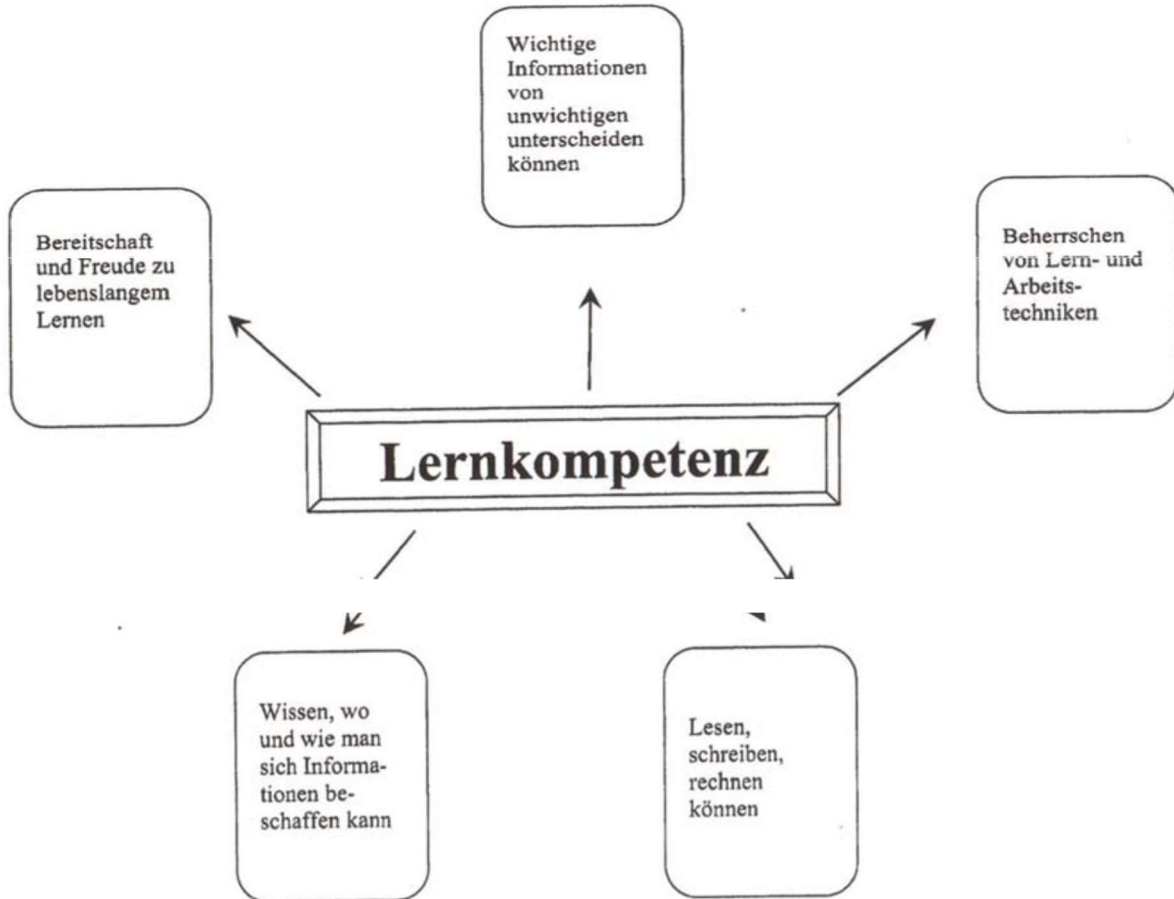 Wichtige
Informationen
von
unwichtigen
unterscheiden
können
Bereitschaft
und Freude zu
lebenslangem
Lernen
Beherrschen
von Lern- und
Arbeits-
techniken
Lernkompetenz
Wissen, wo
und wie man
sich Informa-
tionen be-
schaffen kann
Lesen,
schreiben,
rechnen
können